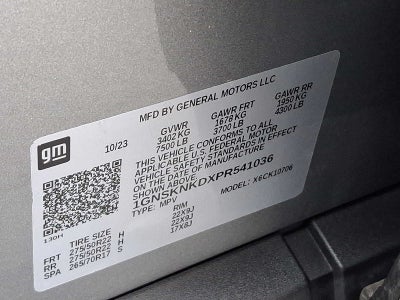 gm
MFD BY GENERAL MOTORS LLC
10/23 GVWR GAWR FRT GAWR RR
3402 KG 1678 KG 1950 KG
7500 LB 3700 LB 4300 LB
THIS VEHICLE CONFORMS TO ALL
APPLICABLE U.S. FEDERAL MOTOR
VEHICLE SAFETY STANDARDS IN EFFECT
ON THE DATE OF MANUFACTURE
SHOWN ABOVE.
1GNSKNKDXPR541036
TYPE: MPV MODEL: X6CK10706
130H
TIRE SIZE RIM
FRT 275/50R22 H 22X9J
RR 275/50R22 H 22X9J
SPA 265/70R17 S 17X8J